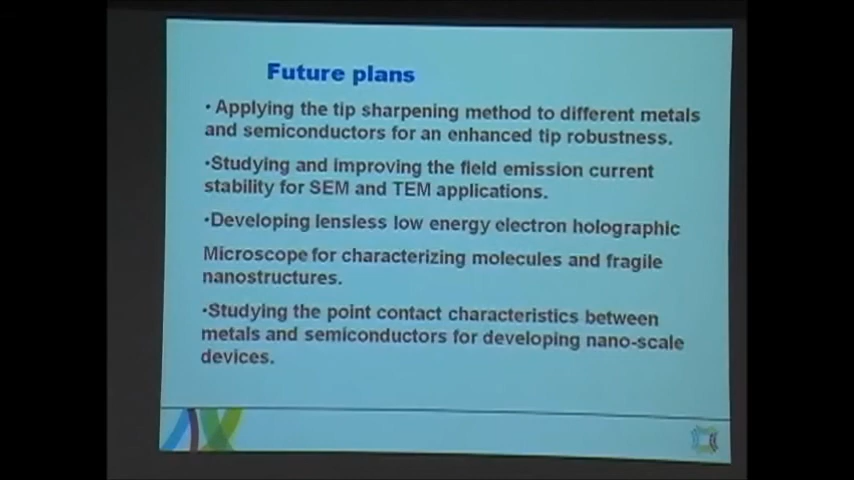 Future plans
• Applying the tip sharpening method to different metals
and semiconductors for an enhanced tip robustness.
•Studying and improving the field emission current
stability for SEM and TEM applications.
•Developing lensless low energy electron holographic
Microscope for characterizing molecules and fragile
nanostructures.
•Studying the point contact characteristics between
metals and semiconductors for developing nano-scale
devices.